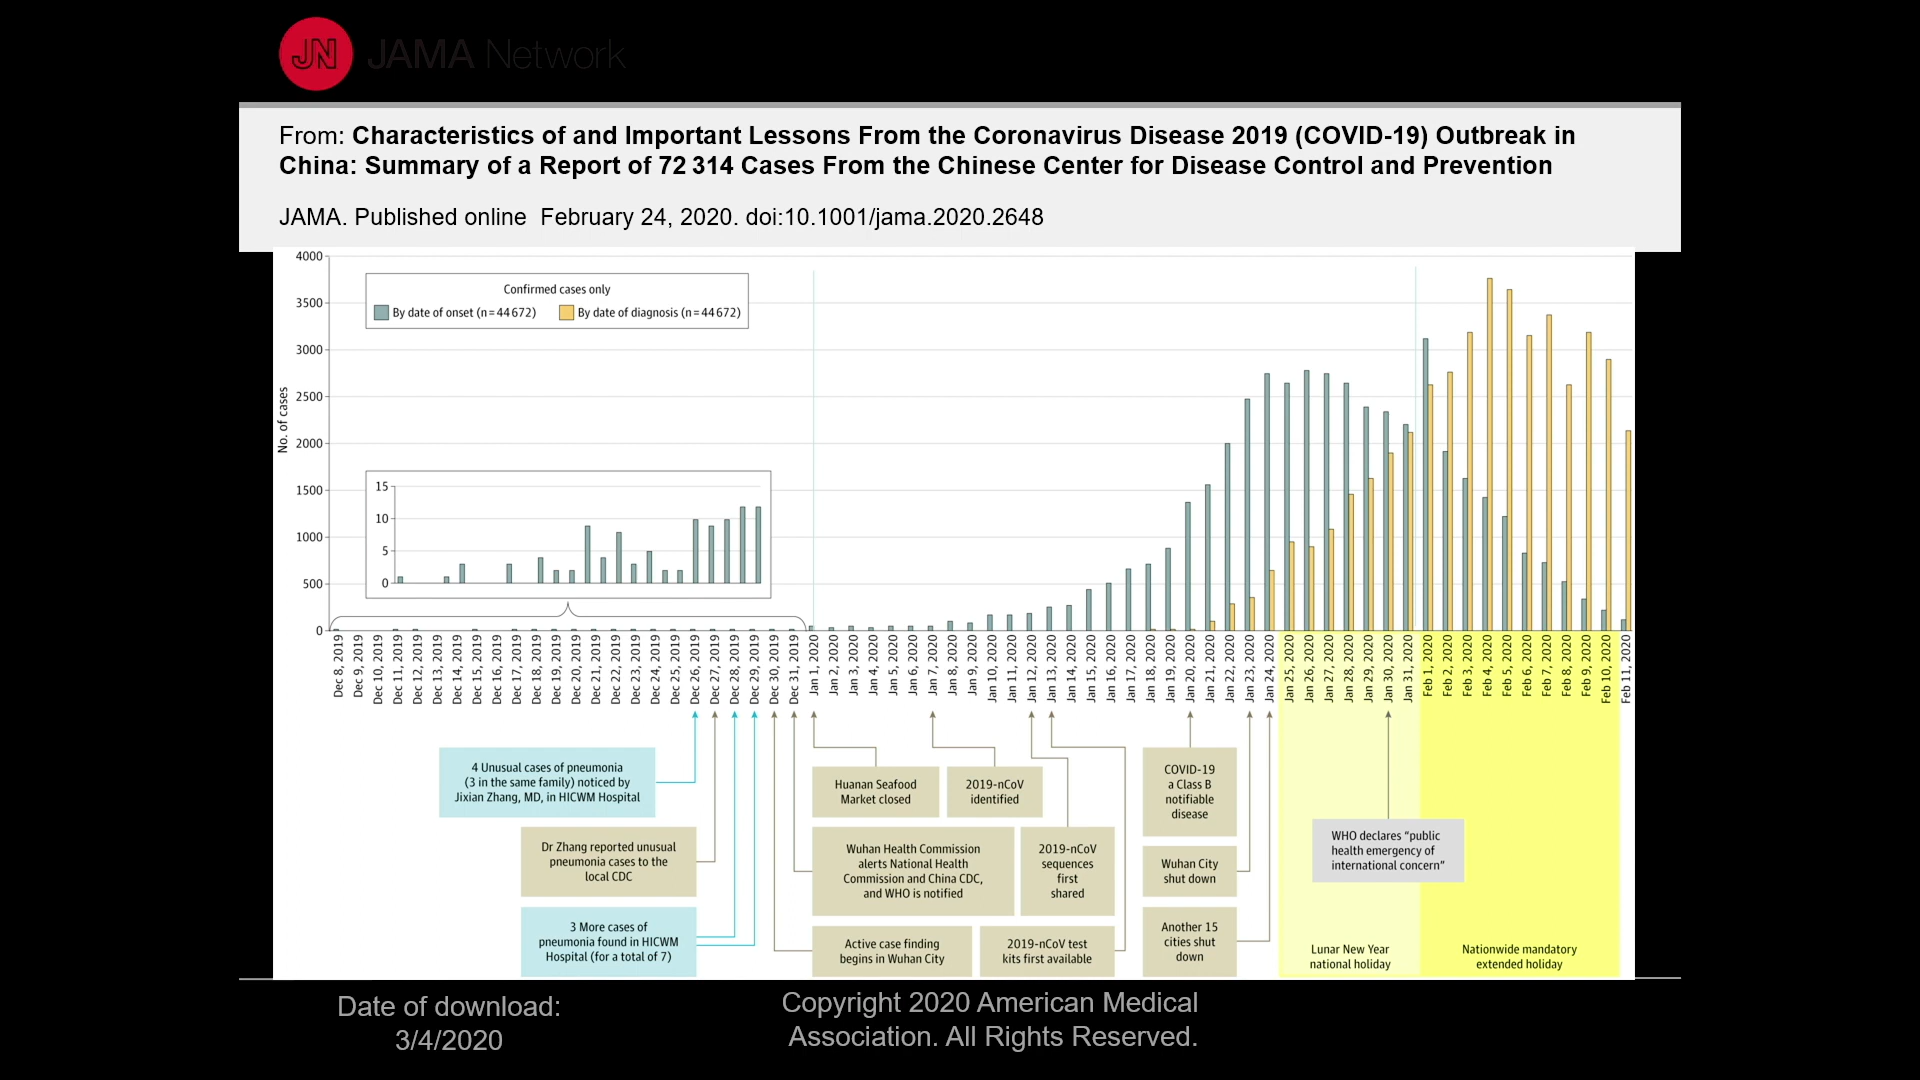 JN JAMA Network
From: Characteristics of and Important Lessons From the Coronavirus Disease 2019 (COVID-19) Outbreak in
China: Summary of a Report of 72 314 Cases From the Chinese Center for Disease Control and Prevention
JAMA. Published online February 24, 2020. doi:10.1001/jama.2020.2648
No. of cases
4000
3500
3000
2500
2000
1500
1000
500
0
Confirmed cases only
By date of onset (n=44 672)
By date of diagnosis (n=44 672)
15
10
5
0
Dec 8, 2019
Dec 9, 2019
Dec 10, 2019
Dec 11, 2019
Dec 12, 2019
Dec 13, 2019
Dec 14, 2019
Dec 15, 2019
Dec 16, 2019
Dec 17, 2019
Dec 18, 2019
Dec 19, 2019
Dec 20, 2019
Dec 21, 2019
Dec 22, 2019
Dec 23, 2019
Dec 24, 2019
Dec 25, 2019
Dec 26, 2019
Dec 27, 2019
Dec 28, 2019
Dec 29, 2019
Dec 30, 2019
Dec 31, 2019
Jan 1, 2020
Jan 2, 2020
Jan 3, 2020
Jan 4, 2020
Jan 5, 2020
Jan 6, 2020
Jan 7, 2020
Jan 8, 2020
Jan 9, 2020
Jan 10, 2020
Jan 11, 2020
Jan 12, 2020
Jan 13, 2020
Jan 14, 2020
Jan 15, 2020
Jan 16, 2020
Jan 17, 2020
Jan 18, 2020
Jan 19, 2020
Jan 20, 2020
Jan 21, 2020
Jan 22, 2020
Jan 23, 2020
Jan 24, 2020
Jan 25, 2020
Jan 26, 2020
Jan 27, 2020
Jan 28, 2020
Jan 29, 2020
Jan 30, 2020
Jan 31, 2020
Feb 1, 2020
Feb 2, 2020
Feb 3, 2020
Feb 4, 2020
Feb 5, 2020
Feb 6, 2020
Feb 7, 2020
Feb 8, 2020
Feb 9, 2020
Feb 10, 2020
Feb 11, 2020
4 Unusual cases of pneumonia
(3 in the same family) noticed by
Jixian Zhang, MD, in HICWM Hospital
Dr Zhang reported unusual
pneumonia cases to the
local CDC
3 More cases of
pneumonia found in HICWM
Hospital (for a total of 7)
Huanan Seafood
Market closed
2019-nCoV
identified
Wuhan Health Commission
alerts National Health
Commission and China CDC,
and WHO is notified
2019-nCoV
sequences
first
shared
Active case finding
begins in Wuhan City
2019-nCoV test
kits first available
COVID-19
a Class B
notifiable
disease
Wuhan City
shut down
Another 15
cities shut
down
WHO declares “public
health emergency of
international concern”
Lunar New Year
national holiday
Nationwide mandatory
extended holiday
Date of download:
3/4/2020
Copyright 2020 American Medical
Association. All Rights Reserved.